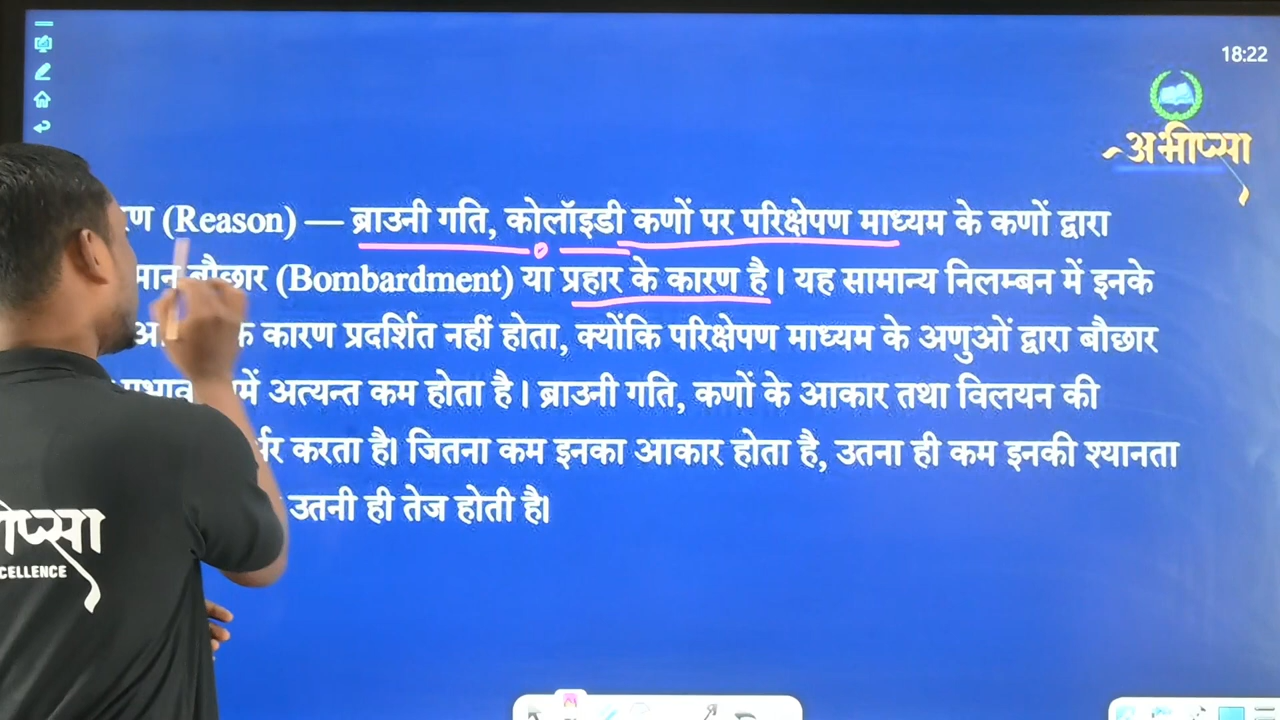 18:22
अभीप्सा
(Reason) — ब्राउनी गति, कोलॉइडी कणों पर परिक्षेपण माध्यम के कणों द्वारा
बौछार (Bombardment) या प्रहार के कारण है। यह सामान्य निलम्बन में इनके
कारण प्रदर्शित नहीं होता, क्योंकि परिक्षेपण माध्यम के अणुओं द्वारा बौछार
में अत्यन्त कम होता है। ब्राउनी गति, कणों के आकार तथा विलयन की
करता है। जितना कम इनका आकार होता है, उतना ही कम इनकी श्यानता
उतनी ही तेज होती है।